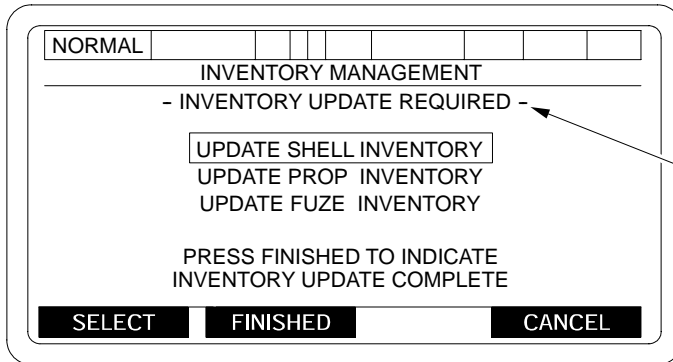 NORMAL
INVENTORY MANAGEMENT
- INVENTORY UPDATE REQUIRED -
UPDATE SHELL INVENTORY
UPDATE PROP INVENTORY
UPDATE FUZE INVENTORY
PRESS FINISHED TO INDICATE
INVENTORY UPDATE COMPLETE
SELECT FINISHED CANCEL